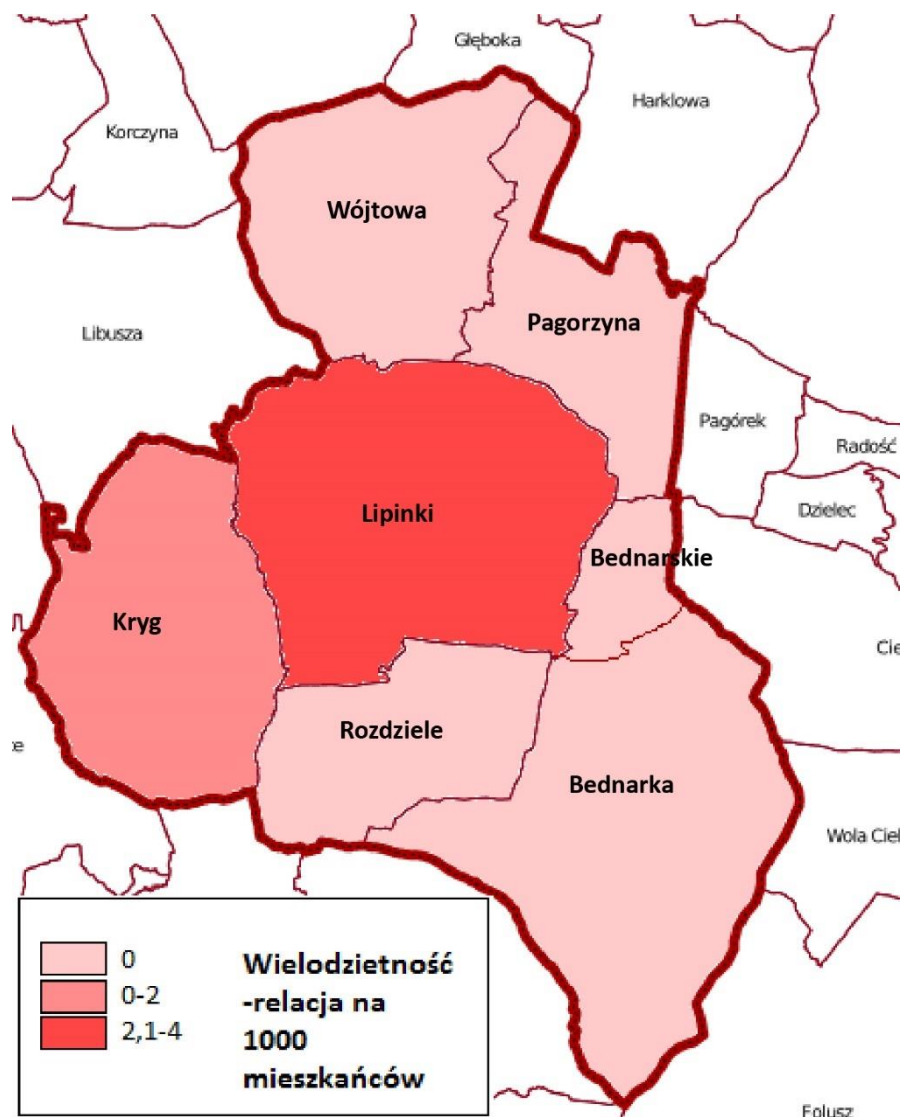 Głęboka
Harklowa
Korczyna
Wójtowa
Libusza
Pagorzyna
Pagórek
Radość
Lipinki
Dzielec
Bednarskie
Kryg
Cie
Rozdziele
Bednarka
Wola Ciel
0
0-2
2,1-4
Wielodzietność
-relacja na
1000
mieszkańców
Folusz